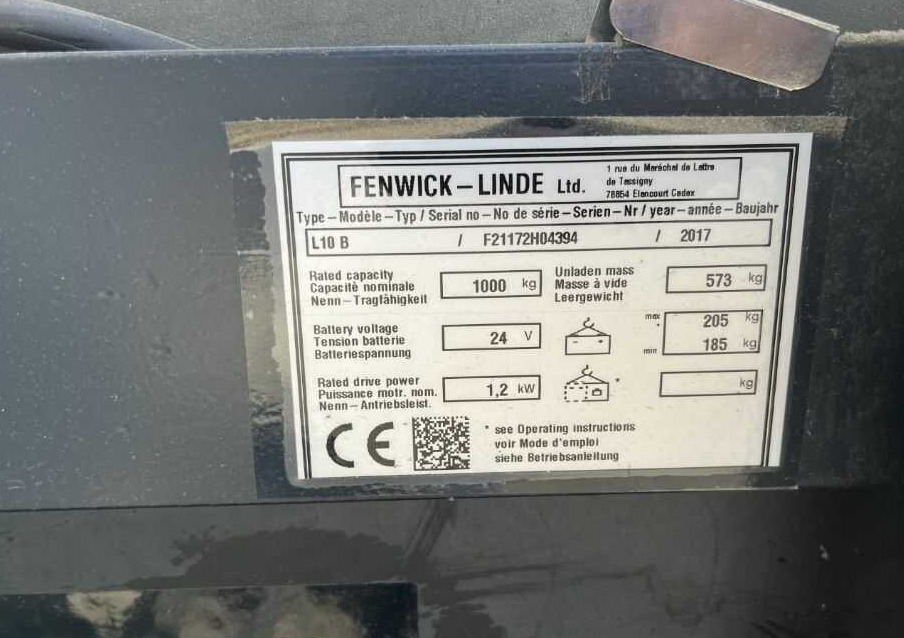 FENWICK-LINDE Ltd.
1 rue du Maréchal de Lattre
de Tassigny
78854 Elancourt Cedex
Type-Modèle-Typ / Serial no-No de série-Serien-Nr / year-année-Baujahr
L10 B / F21172H04394 / 2017
Rated capacity
Capacité nominale
Nenn-Tragfähigkeit
1000 kg
Unladen mass
Masse à vide
Leergewicht
573 kg
Battery voltage
Tension batterie
Batteriespannung
24 V
max 205 kg
min 185 kg
Rated drive power
Puissance motr. nom.
Nenn-Antriebsleist.
1,2 kW
*
kg
CE
* see Operating instructions
voir Mode d'emploi
siehe Betriebsanleitung